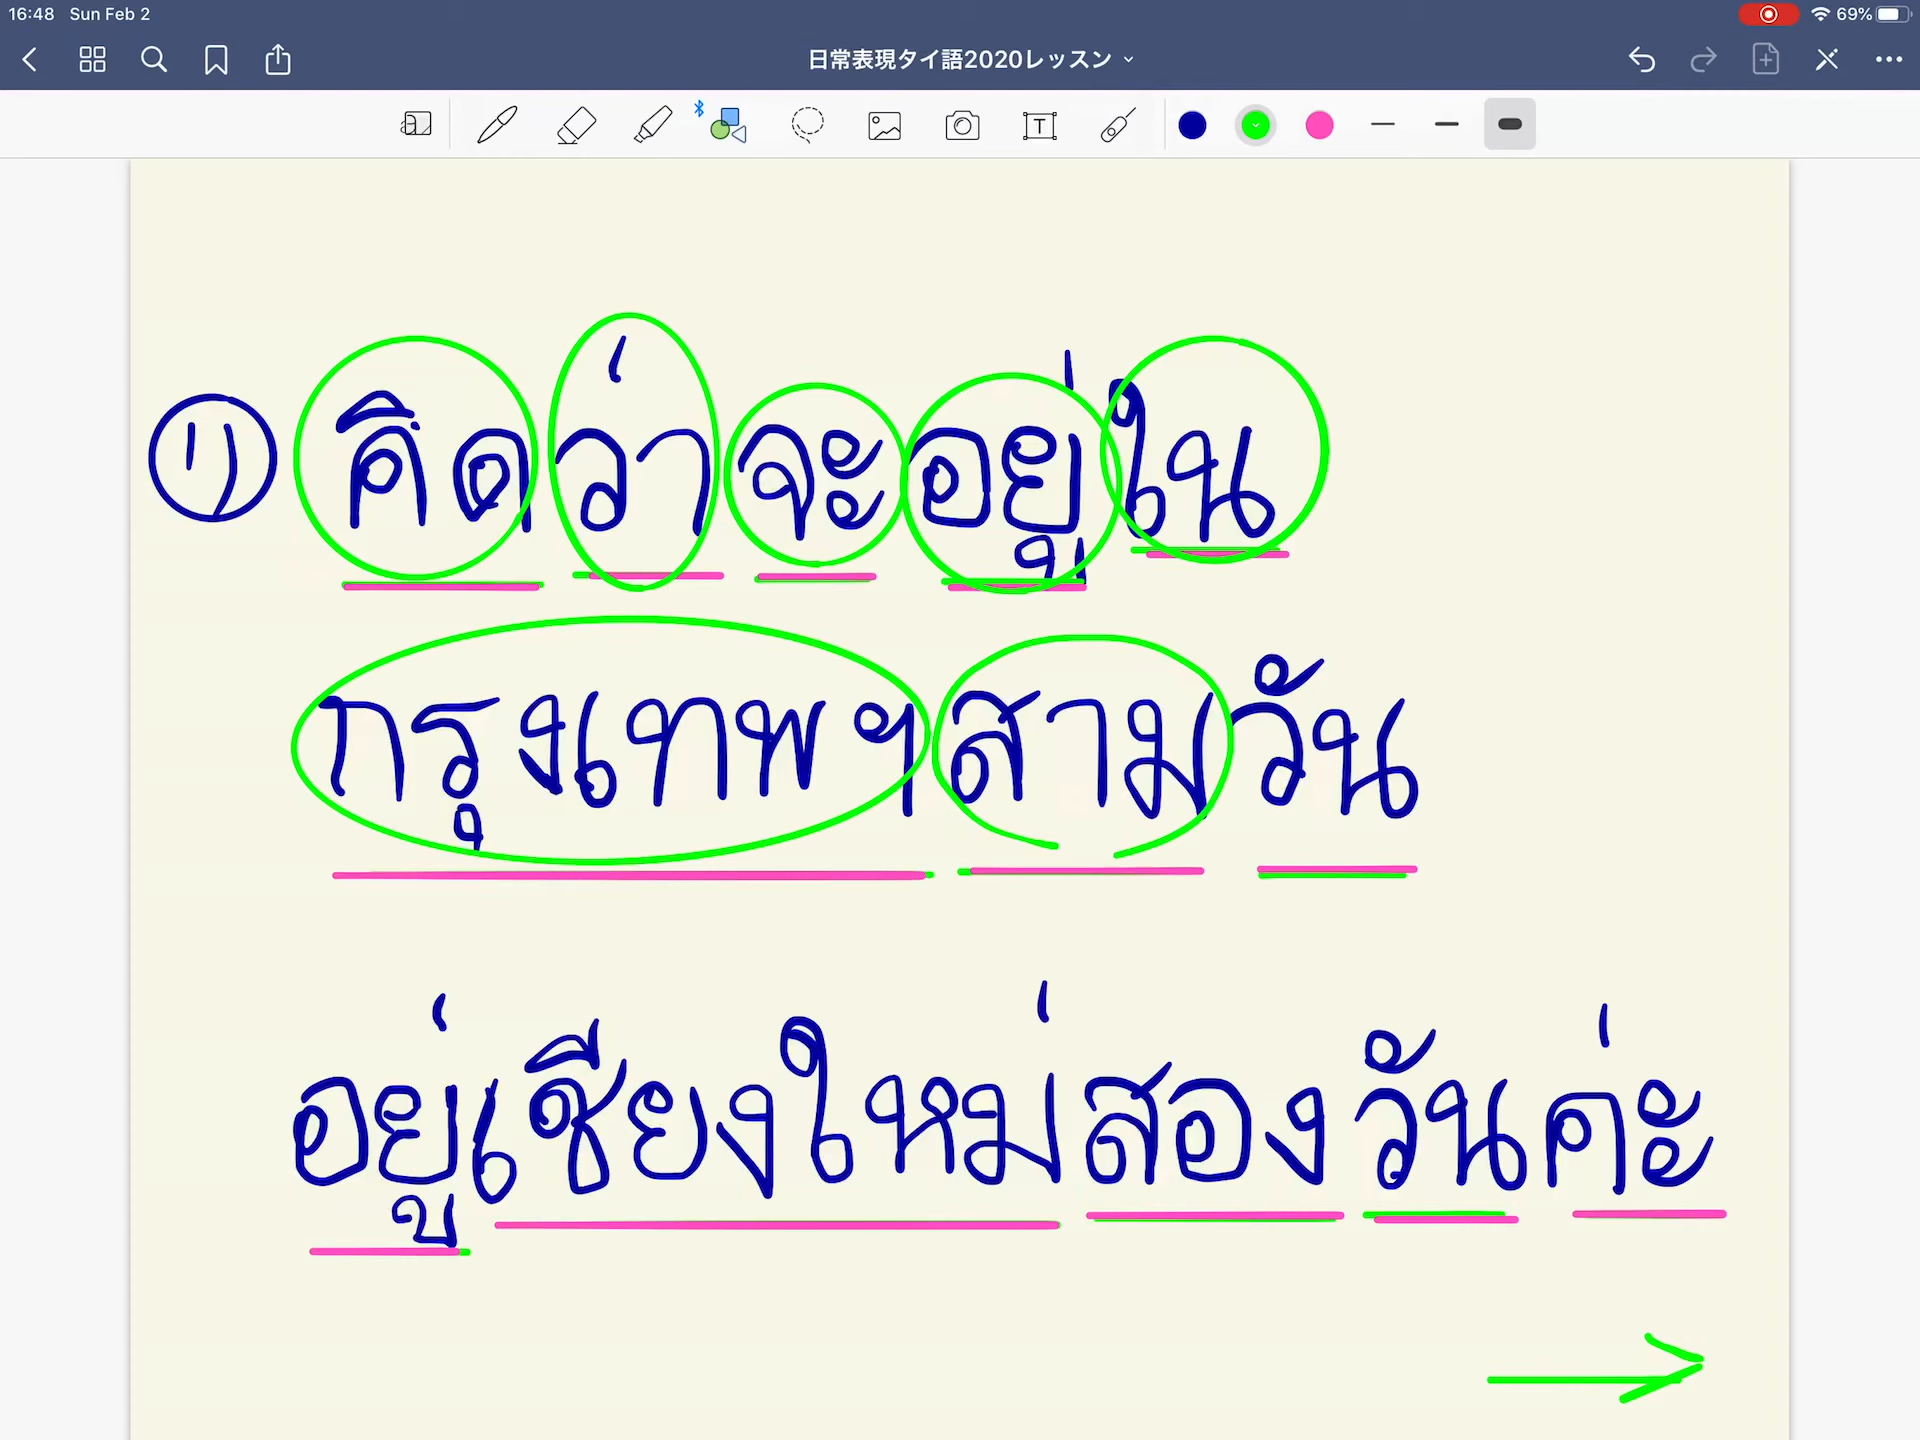 16:48 Sun Feb 2 69%
日常表現タイ語2020レッスン
T
1) คิดว่าจะอยู่ใน
กรุงเทพฯสามวัน
อยู่เชียงใหม่สองวันค่ะ